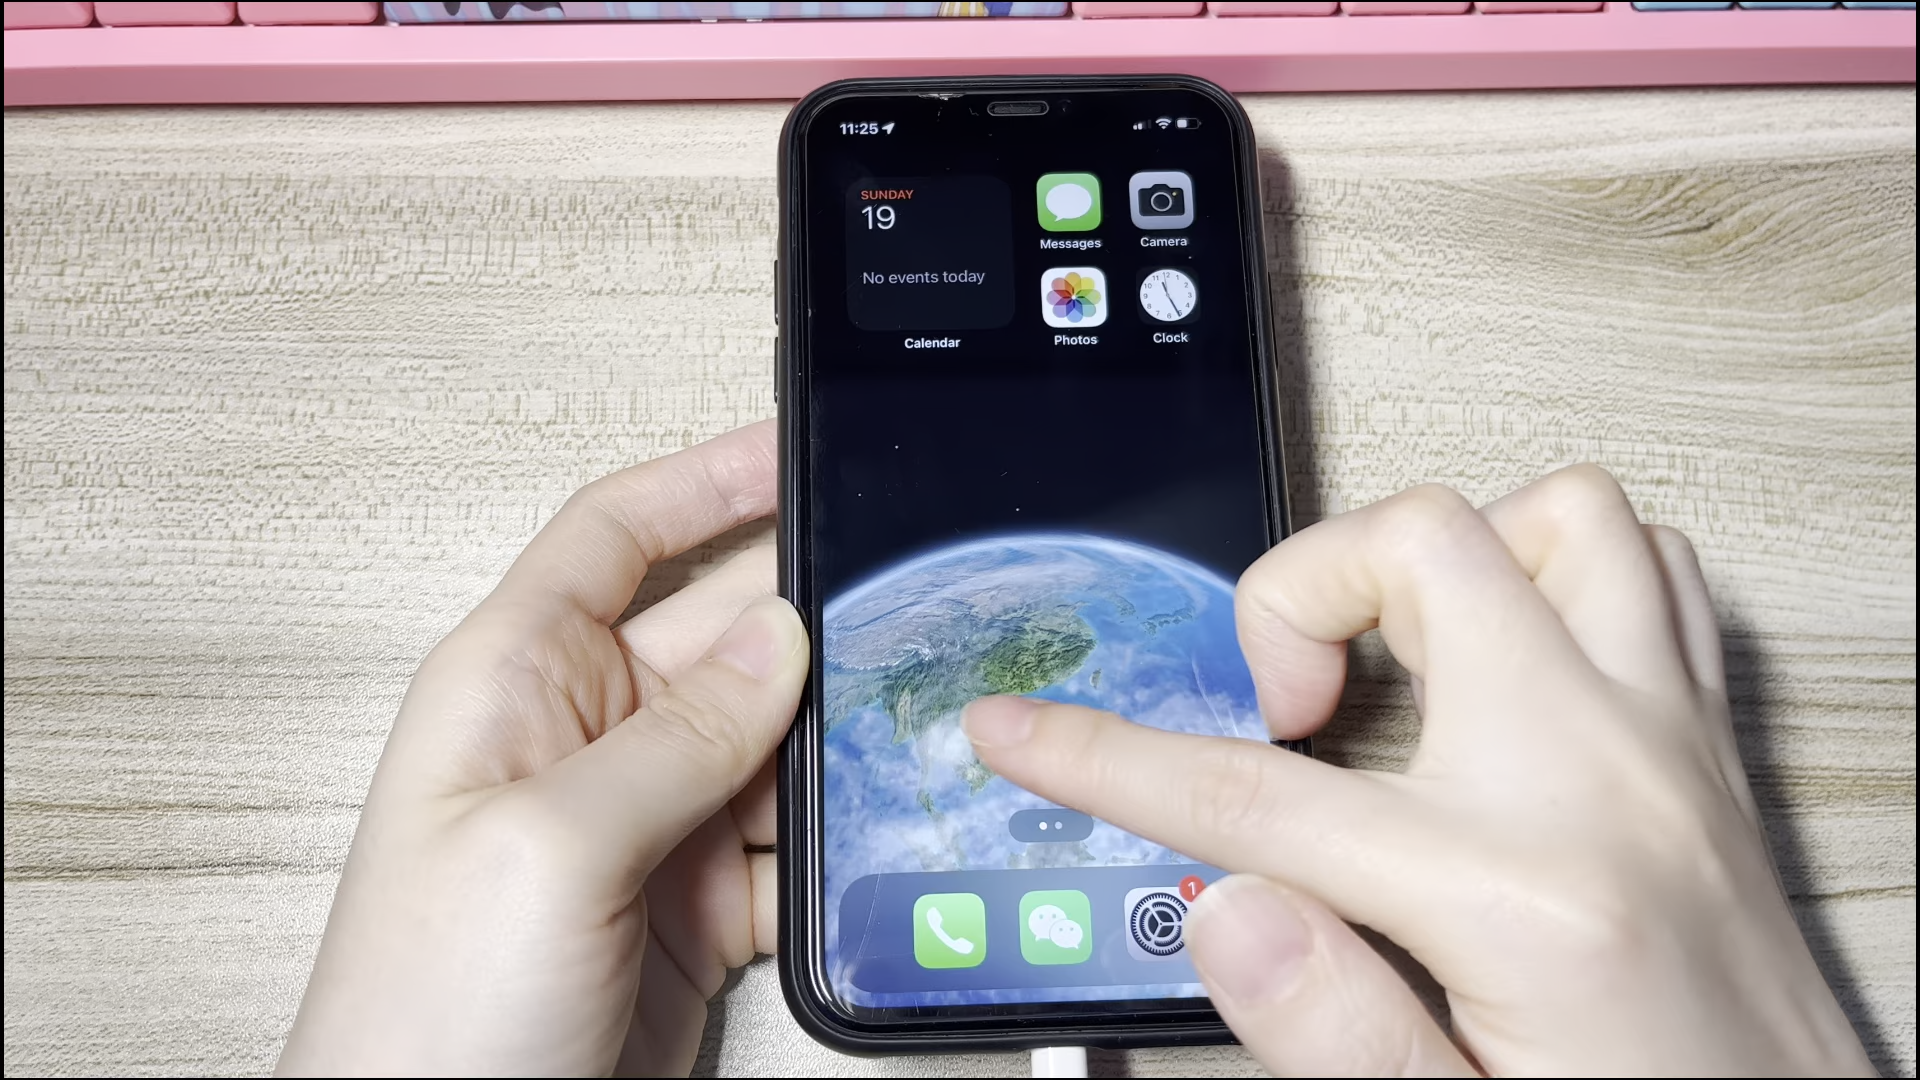 11:25
SUNDAY
19
No events today
Calendar
Messages
Camera
Photos
Clock
1